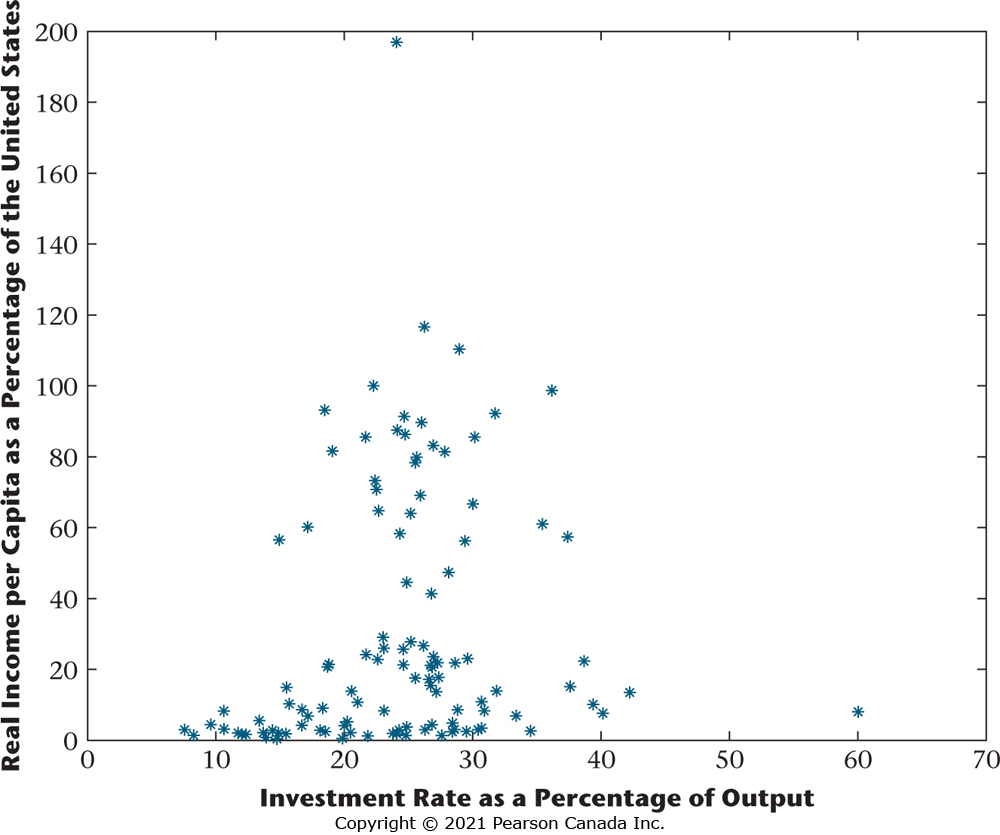 Real Income per Capita as a Percentage of the United States
200
180
160
140
120
100
80
60
40
20
0
0 10 20 30 40 50 60 70
Investment Rate as a Percentage of Output
Copyright © 2021 Pearson Canada Inc.